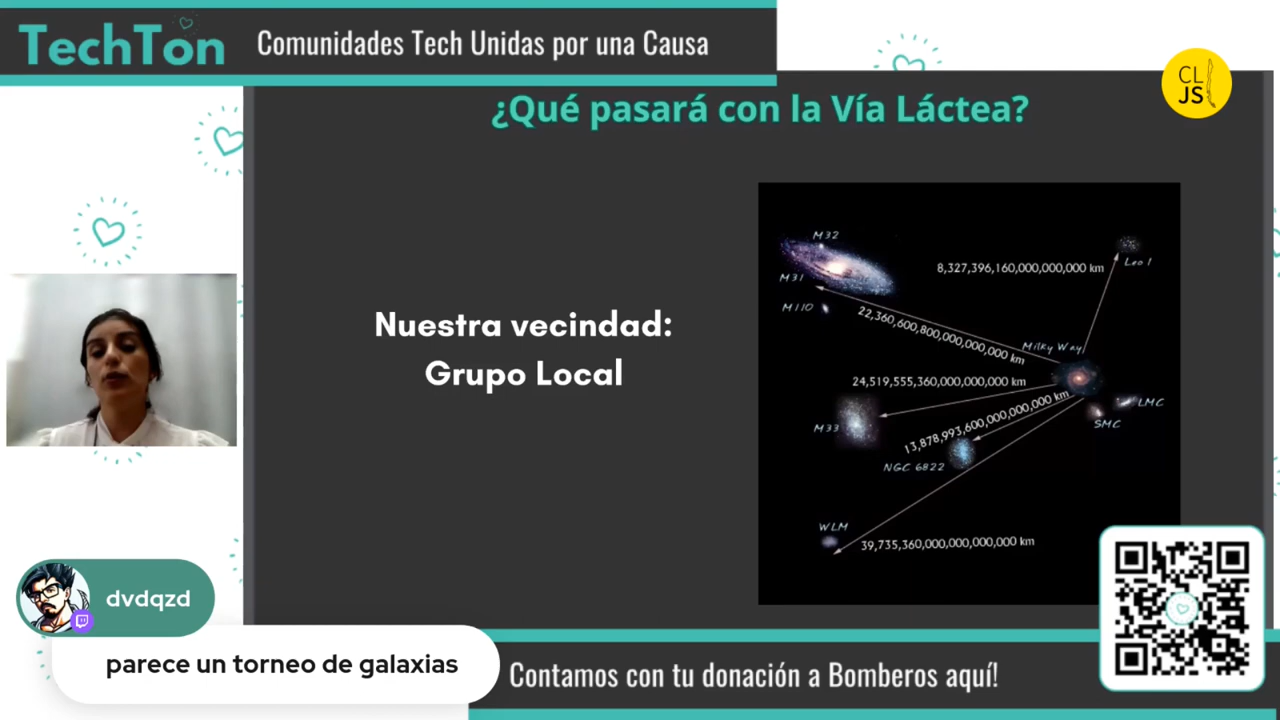 TechTon
Comunidades Tech Unidas por una Causa
CL
JS
¿Qué pasará con la Vía Láctea?
Nuestra vecindad:
Grupo Local
M32
M31
M110
Leo I
8,327,396,160,000,000,000 km
22,360,600,800,000,000,000 km
Milky Way
24,519,555,360,000,000,000 km
LMC
SMC
M33
13,878,993,600,000,000,000 km
NGC 6822
WLM
39,735,360,000,000,000,000 km
dvdqzd
parece un torneo de galaxias
Contamos con tu donación a Bomberos aquí!